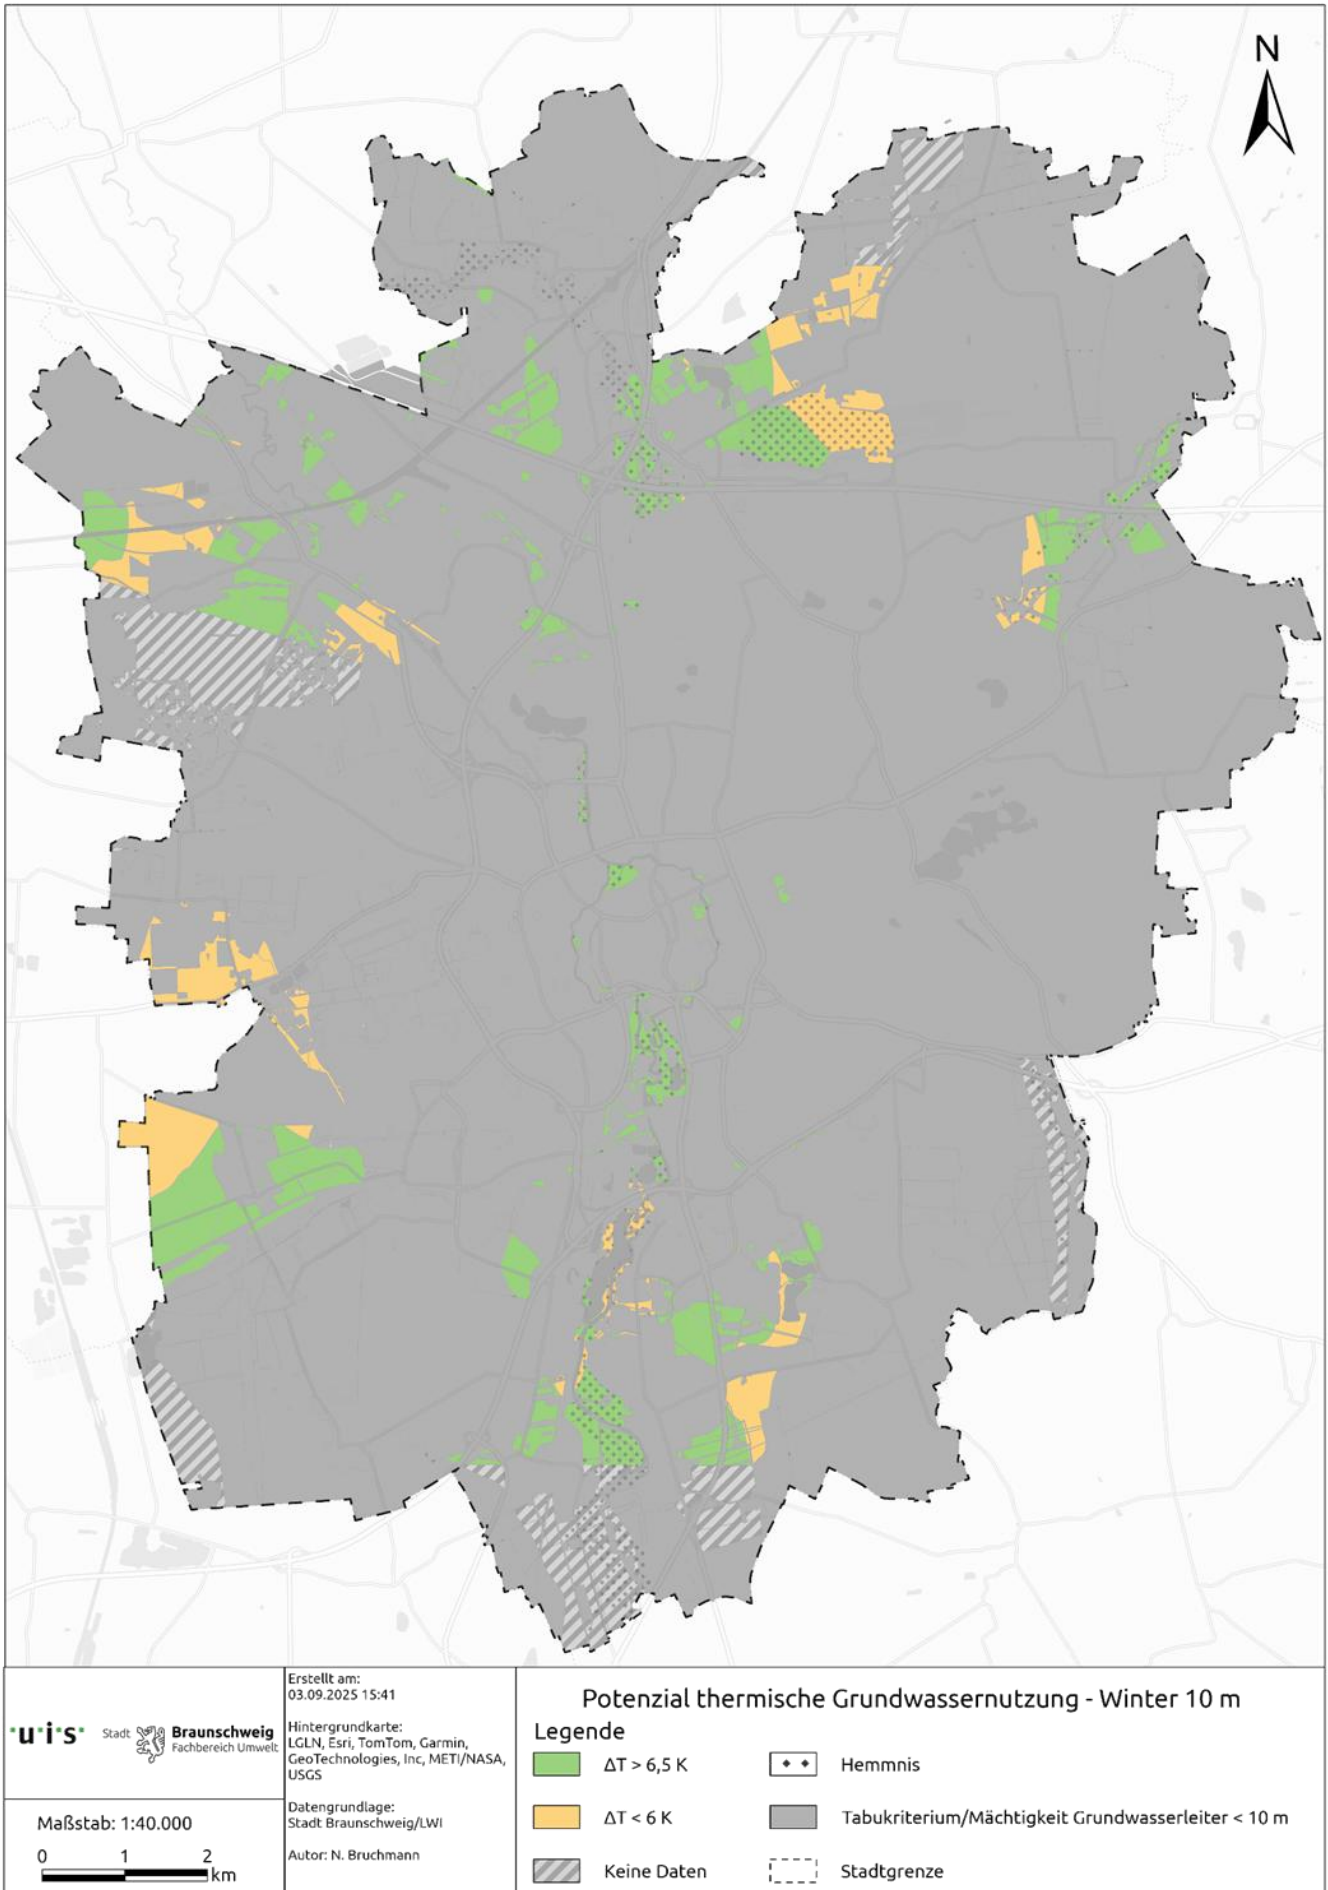 N
·u·i·s·
Stadt
Braunschweig
Fachbereich Umwelt
Maßstab: 1:40.000
0 1 2
km
Erstellt am:
03.09.2025 15:41
Hintergrundkarte:
LGLN, Esri, TomTom, Garmin,
GeoTechnologies, Inc, METI/NASA,
USGS
Datengrundlage:
Stadt Braunschweig/LWI
Autor: N. Bruchmann
Potenzial thermische Grundwassernutzung - Winter 10 m
Legende
ΔT > 6,5 K
ΔT < 6 K
Keine Daten
Hemmnis
Tabukriterium/Mächtigkeit Grundwasserleiter < 10 m
Stadtgrenze